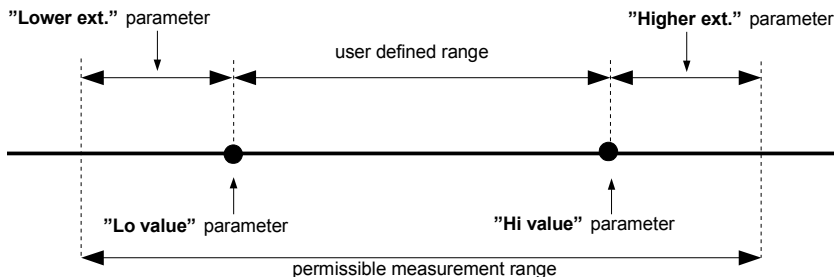 ”Lower ext.” parameter
”Higher ext.” parameter
user defined range
”Lo value” parameter
”Hi value” parameter
permissible measurement range